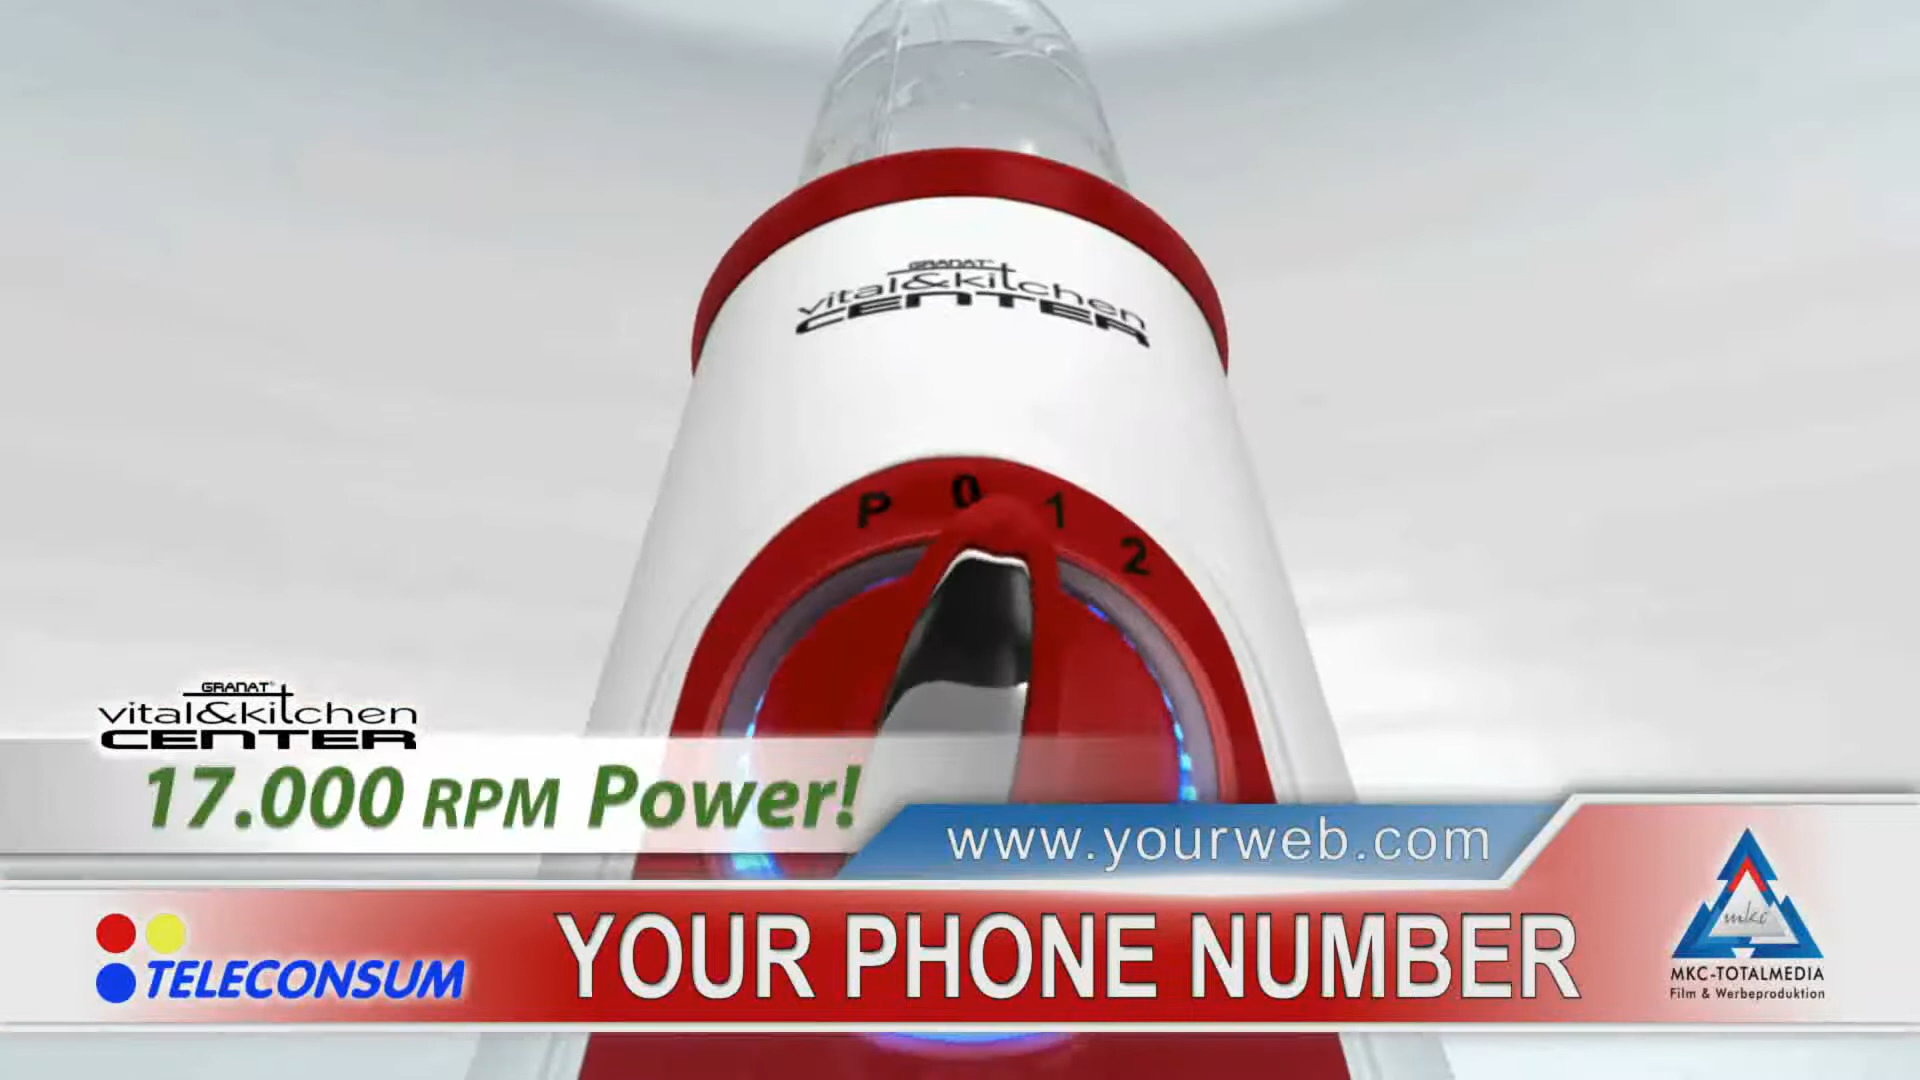 GRANAT®
vital&kitchen
CENTER
P 0 1 2
GRANAT®
vital&kitchen
CENTER
17.000 RPM Power!
www.yourweb.com
TELECONSUM
YOUR PHONE NUMBER
mkc
MKC-TOTALMEDIA
Film & Werbeproduktion